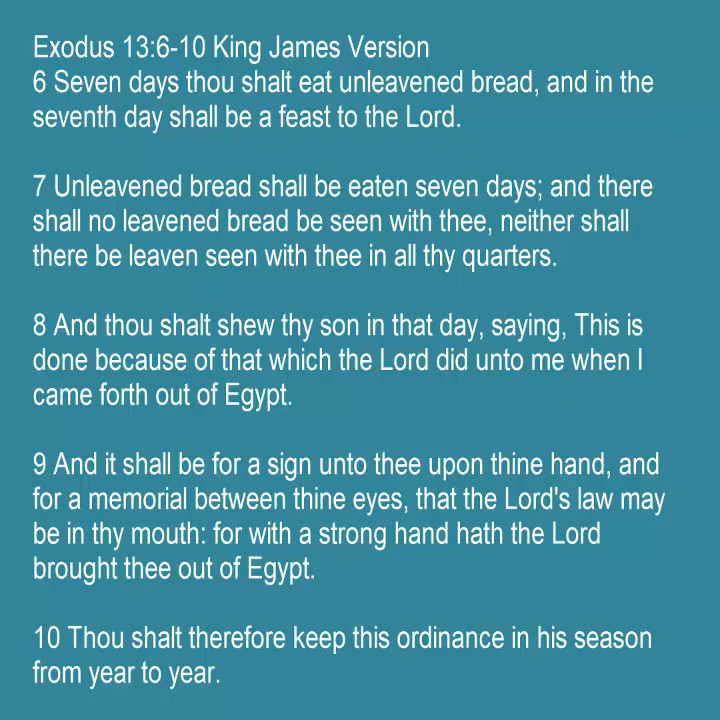 Exodus 13:6-10 King James Version
6 Seven days thou shalt eat unleavened bread, and in the
seventh day shall be a feast to the Lord.
7 Unleavened bread shall be eaten seven days; and there
shall no leavened bread be seen with thee, neither shall
there be leaven seen with thee in all thy quarters.
8 And thou shalt shew thy son in that day, saying, This is
done because of that which the Lord did unto me when I
came forth out of Egypt.
9 And it shall be for a sign unto thee upon thine hand, and
for a memorial between thine eyes, that the Lord's law may
be in thy mouth: for with a strong hand hath the Lord
brought thee out of Egypt.
10 Thou shalt therefore keep this ordinance in his season
from year to year.